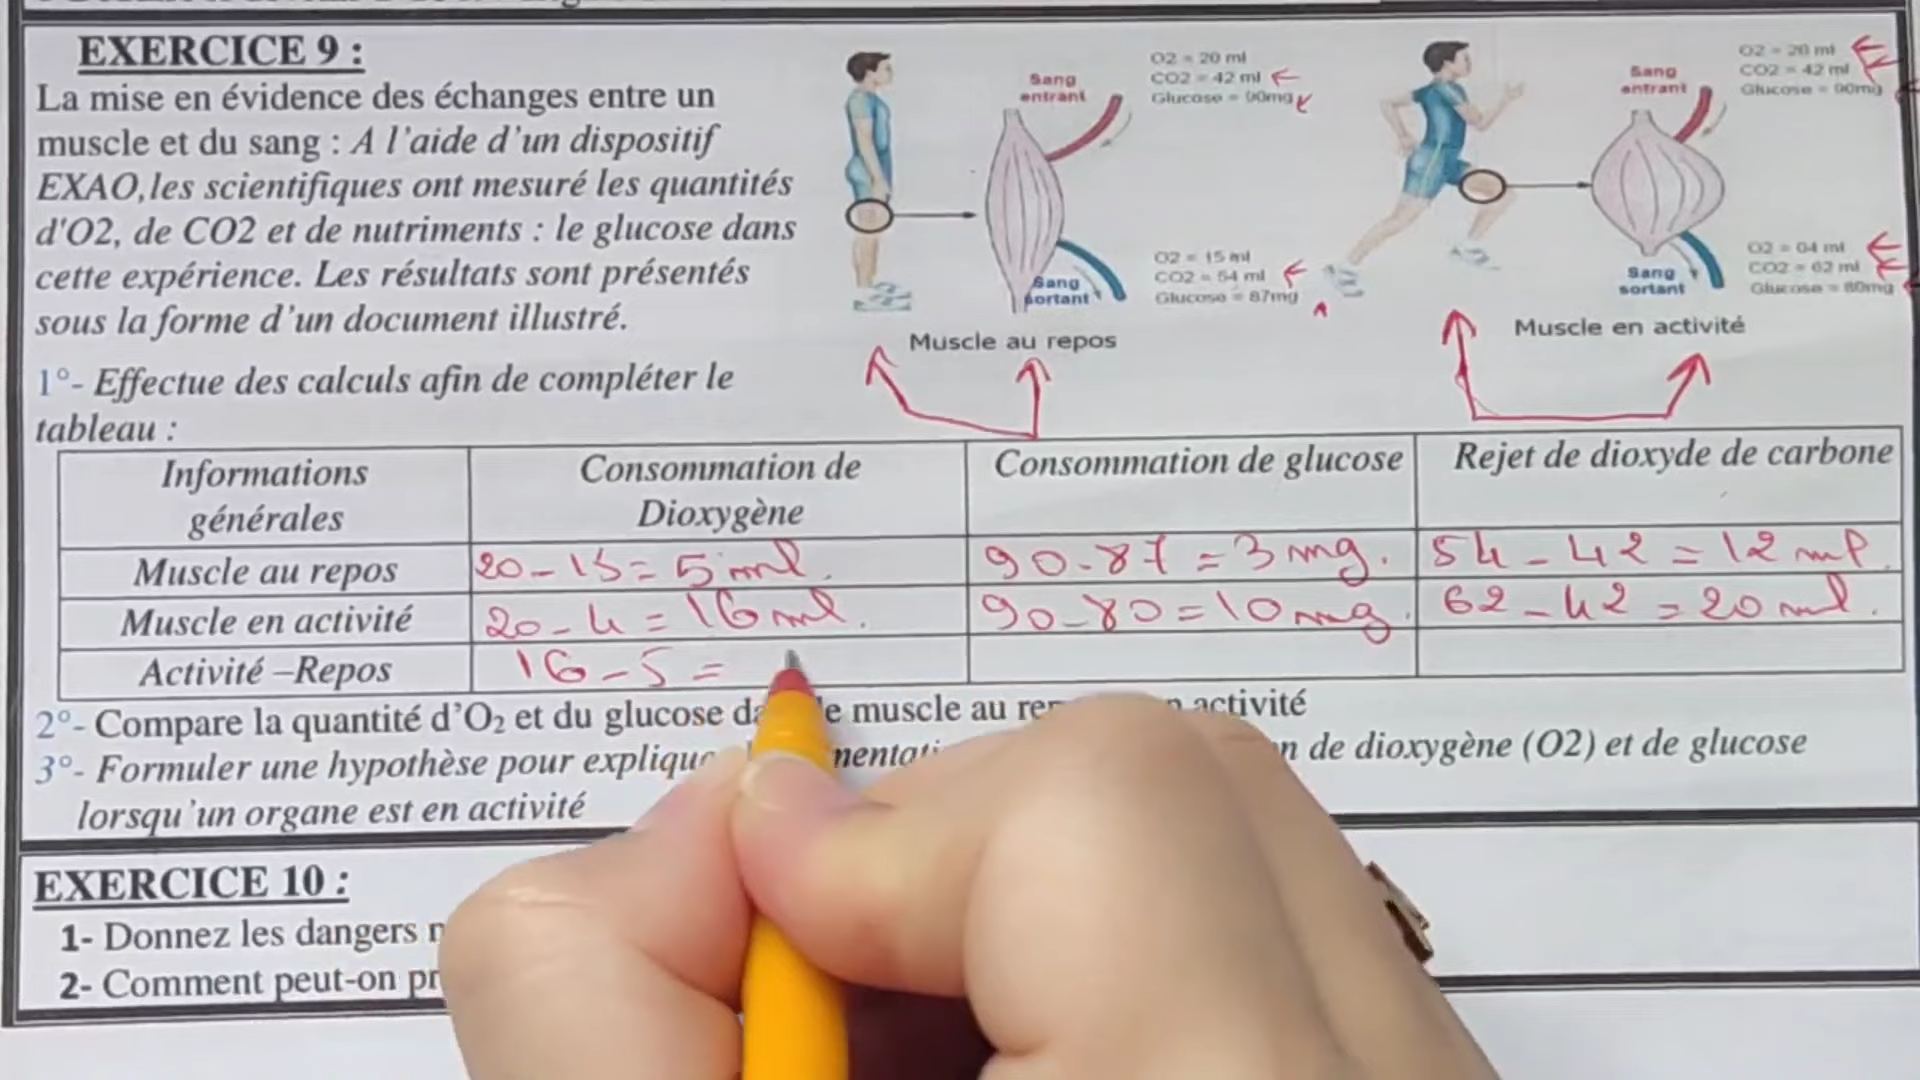 EXERCICE 9 :
La mise en évidence des échanges entre un
muscle et du sang : A l'aide d'un dispositif
EXAO,les scientifiques ont mesuré les quantités
d'O2, de CO2 et de nutriments : le glucose dans
cette expérience. Les résultats sont présentés
sous la forme d'un document illustré.
Sang
entrant
O2 = 20 ml
CO2 = 42 ml
Glucose = 90mg
Sang
sortant
O2 = 15 ml
CO2 = 54 ml
Glucose = 87mg
Muscle au repos
Sang
entrant
O2 = 20 ml
CO2 = 42 ml
Glucose = 90mg
Sang
sortant
O2 = 04 ml
CO2 = 62 ml
Glucose = 80mg
Muscle en activité
1°- Effectue des calculs afin de compléter le
tableau :
Informations générales
Consommation de Dioxygène
Consommation de glucose
Rejet de dioxyde de carbone
Muscle au repos 20-15=5 ml. 90-87=3mg. 54-42=12 ml.
Muscle en activité 20-4=16ml. 90-80=10mg. 62-42=20ml.
Activité –Repos 16-5=
2°- Compare la quantité d'O₂ et du glucose le muscle au activité
3°- Formuler une hypothèse pour de dioxygène (O2) et de glucose
lorsqu'un organe est en activité
EXERCICE 10 :
1- Donnez les dangers
2- Comment peut-on